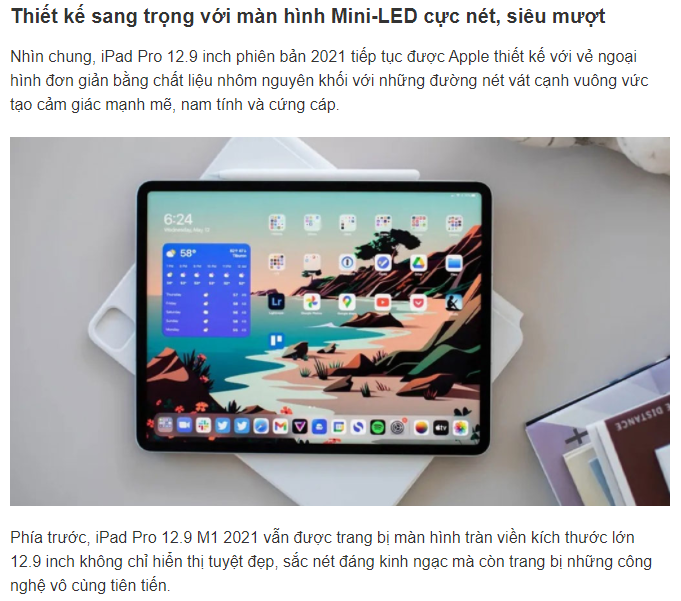 Thiết kế sang trọng với màn hình Mini-LED cực nét, siêu mượt
Nhìn chung, iPad Pro 12.9 inch phiên bản 2021 tiếp tục được Apple thiết kế với vẻ ngoại
hình đơn giản bằng chất liệu nhôm nguyên khối với những đường nét vát cạnh vuông vức
tạo cảm giác mạnh mẽ, nam tính và cứng cáp.
6:24
58°
Lr
tv
DISTANCE
Phía trước, iPad Pro 12.9 M1 2021 vẫn được trang bị màn hình tràn viền kích thước lớn
12.9 inch không chỉ hiển thị tuyệt đẹp, sắc nét đáng kinh ngạc mà còn trang bị những công
nghệ vô cùng tiên tiến.